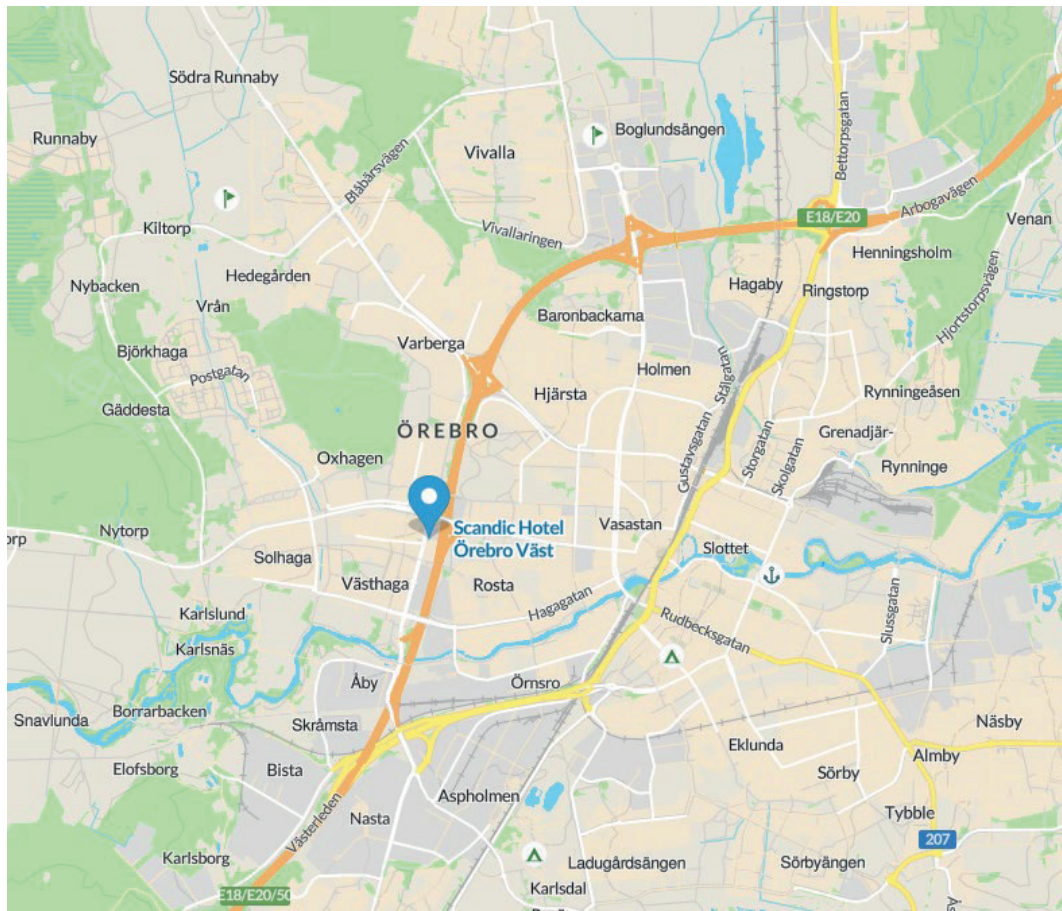 Södra Runnaby
Runnaby
Boglundsängen
Vivalla
Bettorpsgatan
Blåbärsvägen
Arbogavägen
E18/E20
Venan
Kiltorp
Vivallaringen
Henningsholm
Hedegården
Nybacken
Hagaby
Ringstorp
Vrån
Hjortstorpsvägen
Baronbackarna
Varberga
Björkhaga
Postgatan
Stålgatan
Holmen
Hjärsta
Rynningeåsen
Gäddesta
ÖREBRO
Gustavsgatan
Storgatan
Skolgatan
Grenadjär-
Oxhagen
Rynninge
Nytorp
orp
Scandic Hotel
Örebro Väst
Vasastan
Slottet
Solhaga
Västhaga
Rosta
Hagagatan
Slussgatan
Karlslund
Rudbecksgatan
Karlsnäs
Åby
Örnsro
Borrarbacken
Snavlunda
Skråmsta
Näsby
Eklunda
Almby
Elofsborg
Bista
Sörby
Aspholmen
Västerleden
Nasta
Tybble
207
Karlsborg
Ladugårdsängen
Sörbyängen
Karlsdal
E18/E20/50